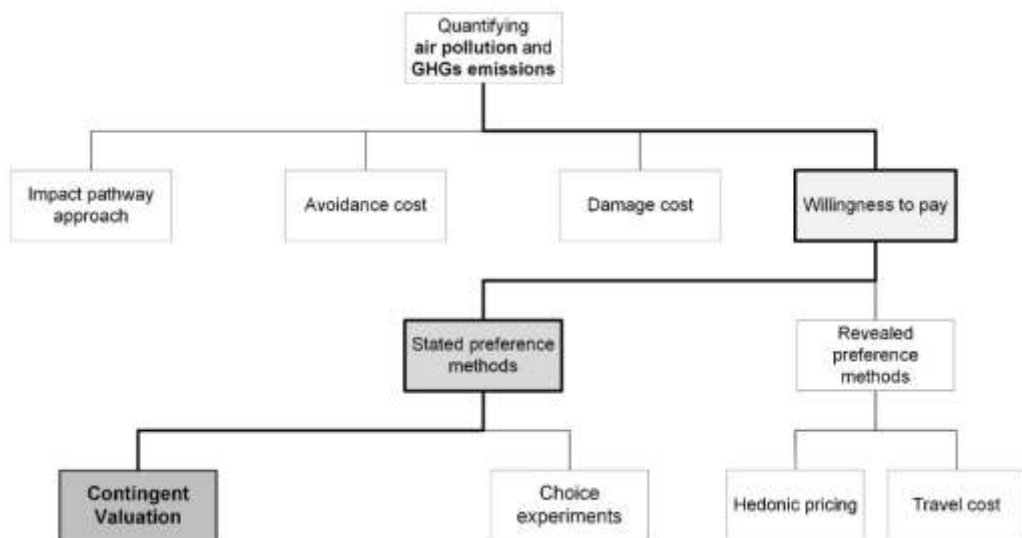 Quantifying
air pollution and
GHGs emissions
Impact pathway
approach
Avoidance cost
Damage cost
Willingness to pay
Stated preference
methods
Revealed
preference
methods
Contingent
Valuation
Choice
experiments
Hedonic pricing
Travel cost